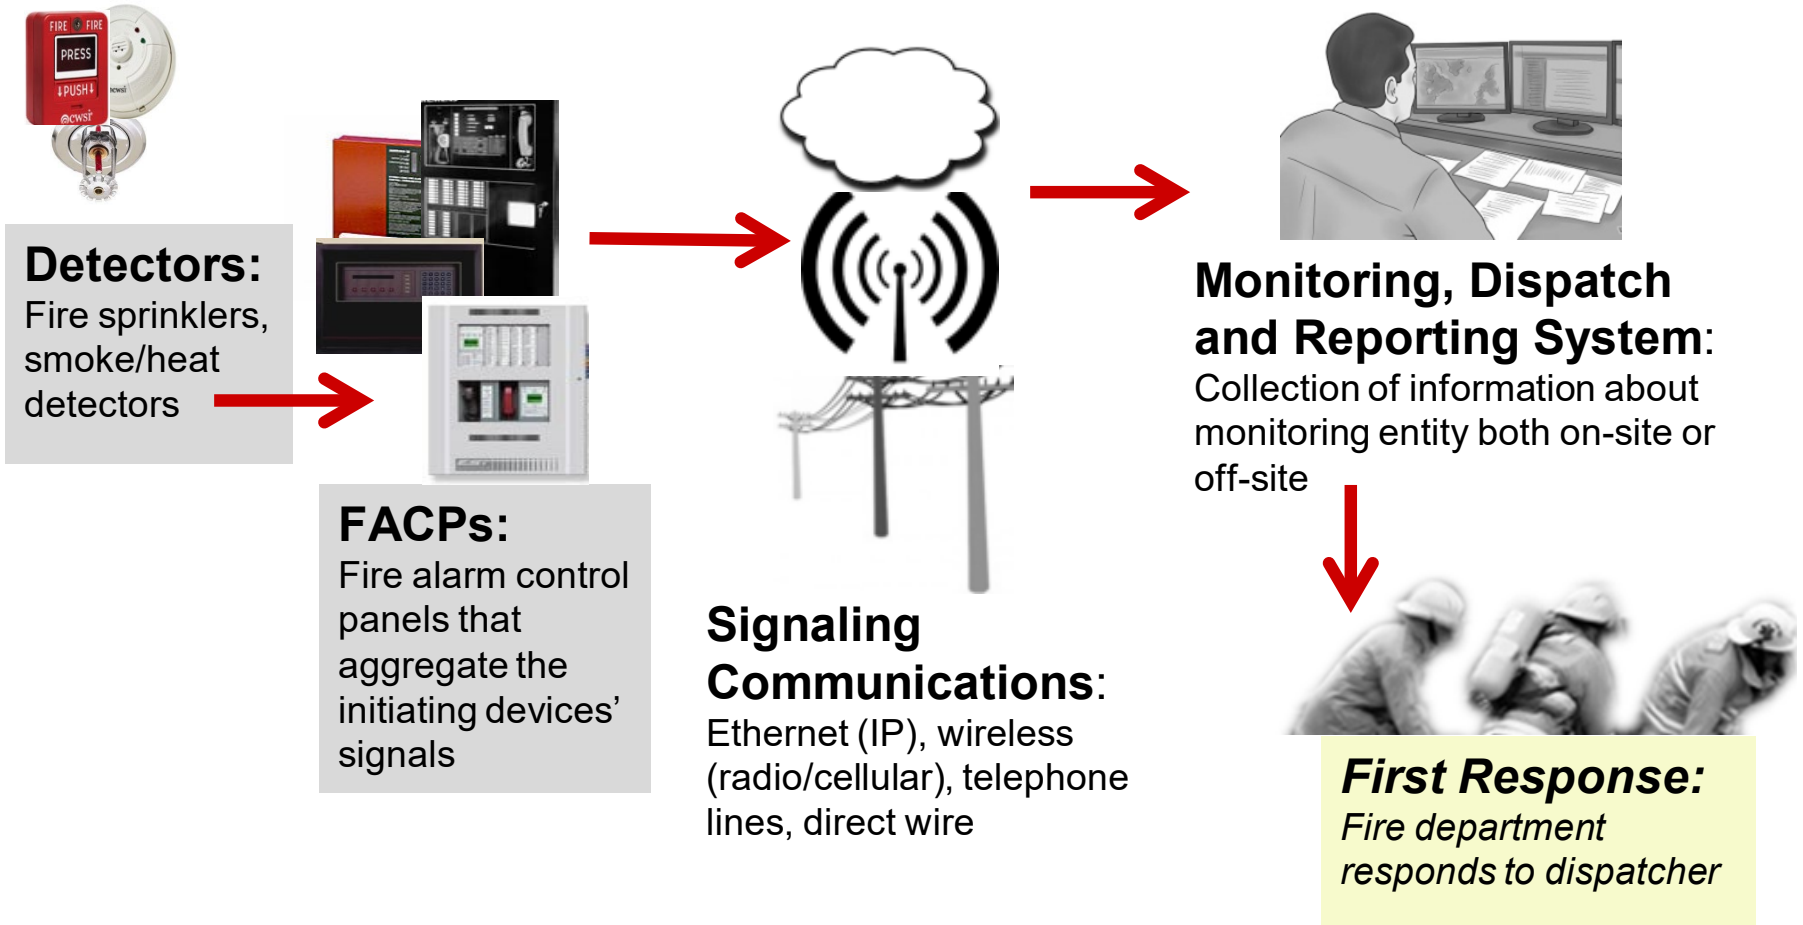 FIRE FIRE
PRESS
↓PUSH↓
cwsi
cwsi
Detectors:
Fire sprinklers,
smoke/heat
detectors
FACPs:
Fire alarm control
panels that
aggregate the
initiating devices’
signals
Signaling
Communications:
Ethernet (IP), wireless
(radio/cellular), telephone
lines, direct wire
Monitoring, Dispatch
and Reporting System:
Collection of information about
monitoring entity both on-site or
off-site
First Response:
Fire department
responds to dispatcher